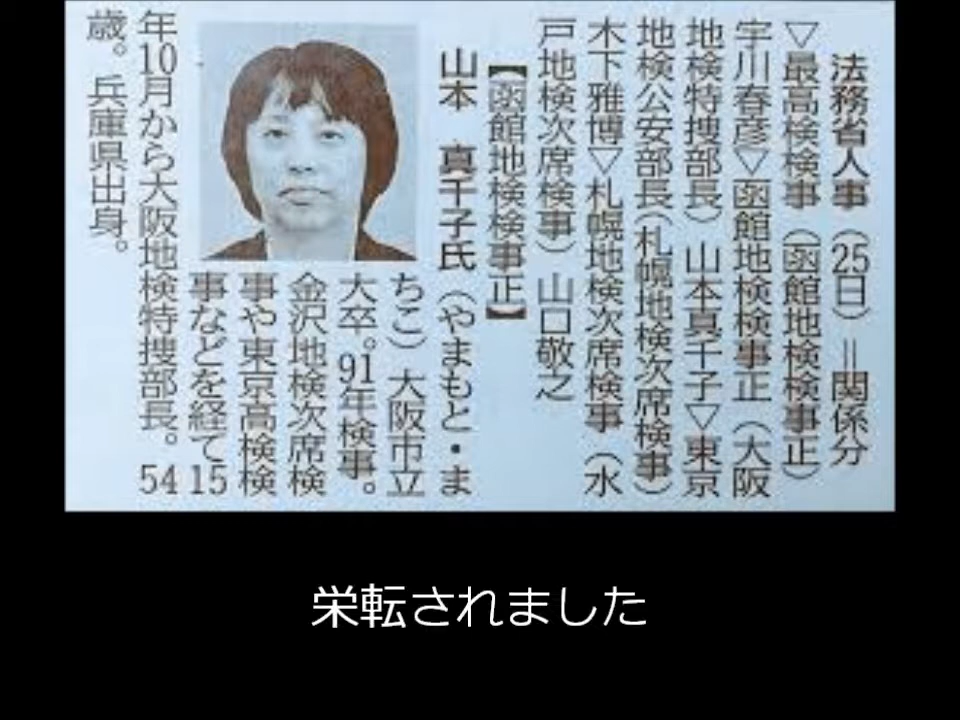 法務省人事(25日)=関係分
▽最高検検事(函館地検検事正)
宇川春彦▽函館地検検事正(大阪
地検特捜部長)山本真千子▽東京
地検公安部長(札幌地検次席検事)
木下雅博▽札幌地検次席検事(水
戸地検次席検事)山口敬之
【函館地検検事正】
山本 真千子氏(やまもと・ま
ちこ)大阪市立
大卒。91年検事。
金沢地検次席検
事や東京高検検
事などを経て15
年10月から大阪地検特捜部長。54
歳。兵庫県出身。
栄転されました